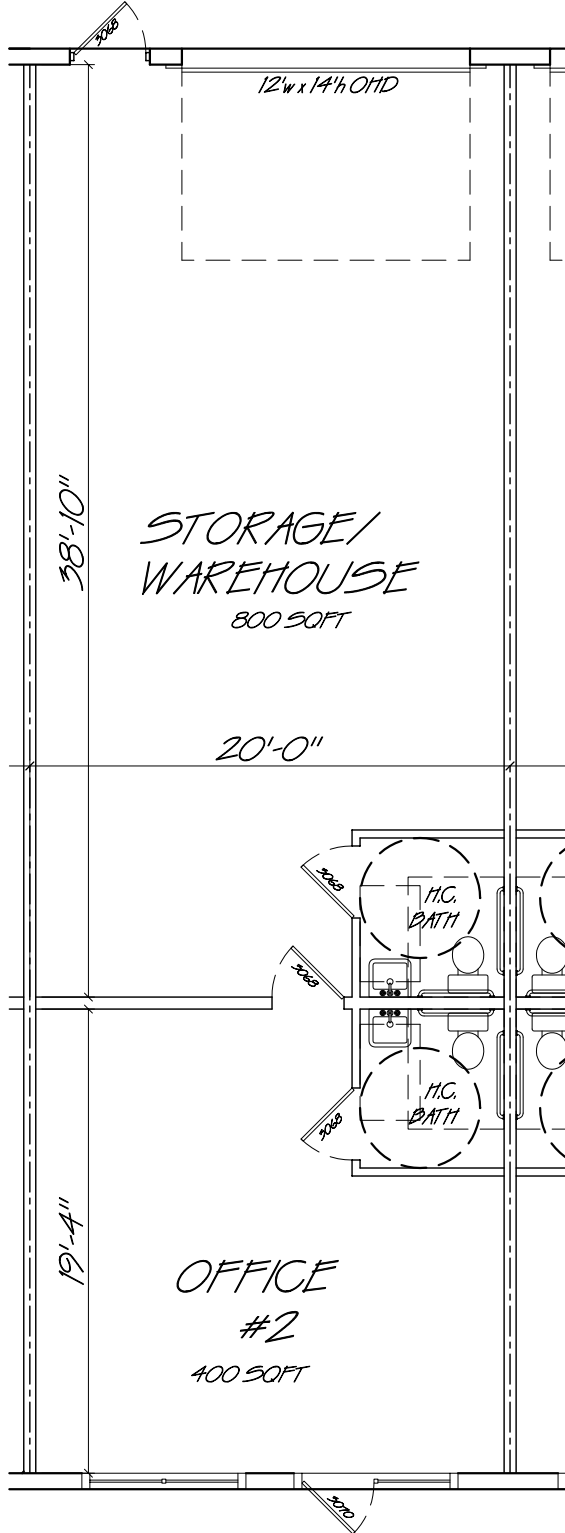 3068
12'w x 14'h OHD
38'-10"
STORAGE/
WAREHOUSE
800 SQFT
20'-0"
3068
H.C.
BATH
3068
H.C.
BATH
3068
19'-4"
OFFICE
#2
400 SQFT
3070